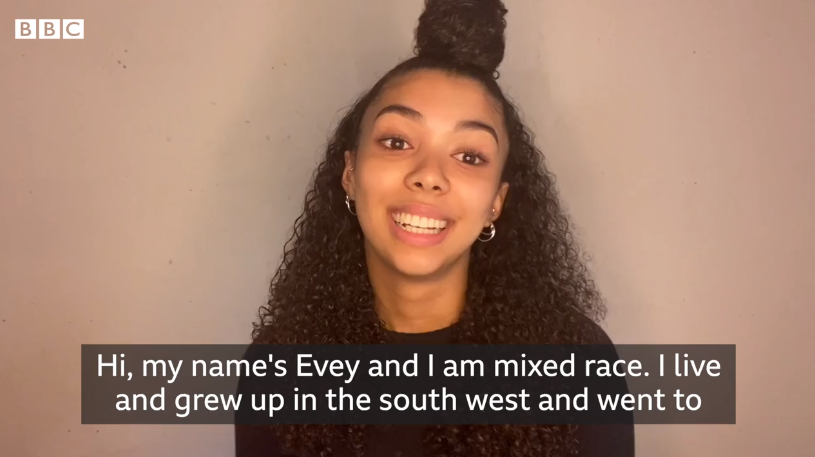 BBC
Hi, my name's Evey and I am mixed race. I live
and grew up in the south west and went to